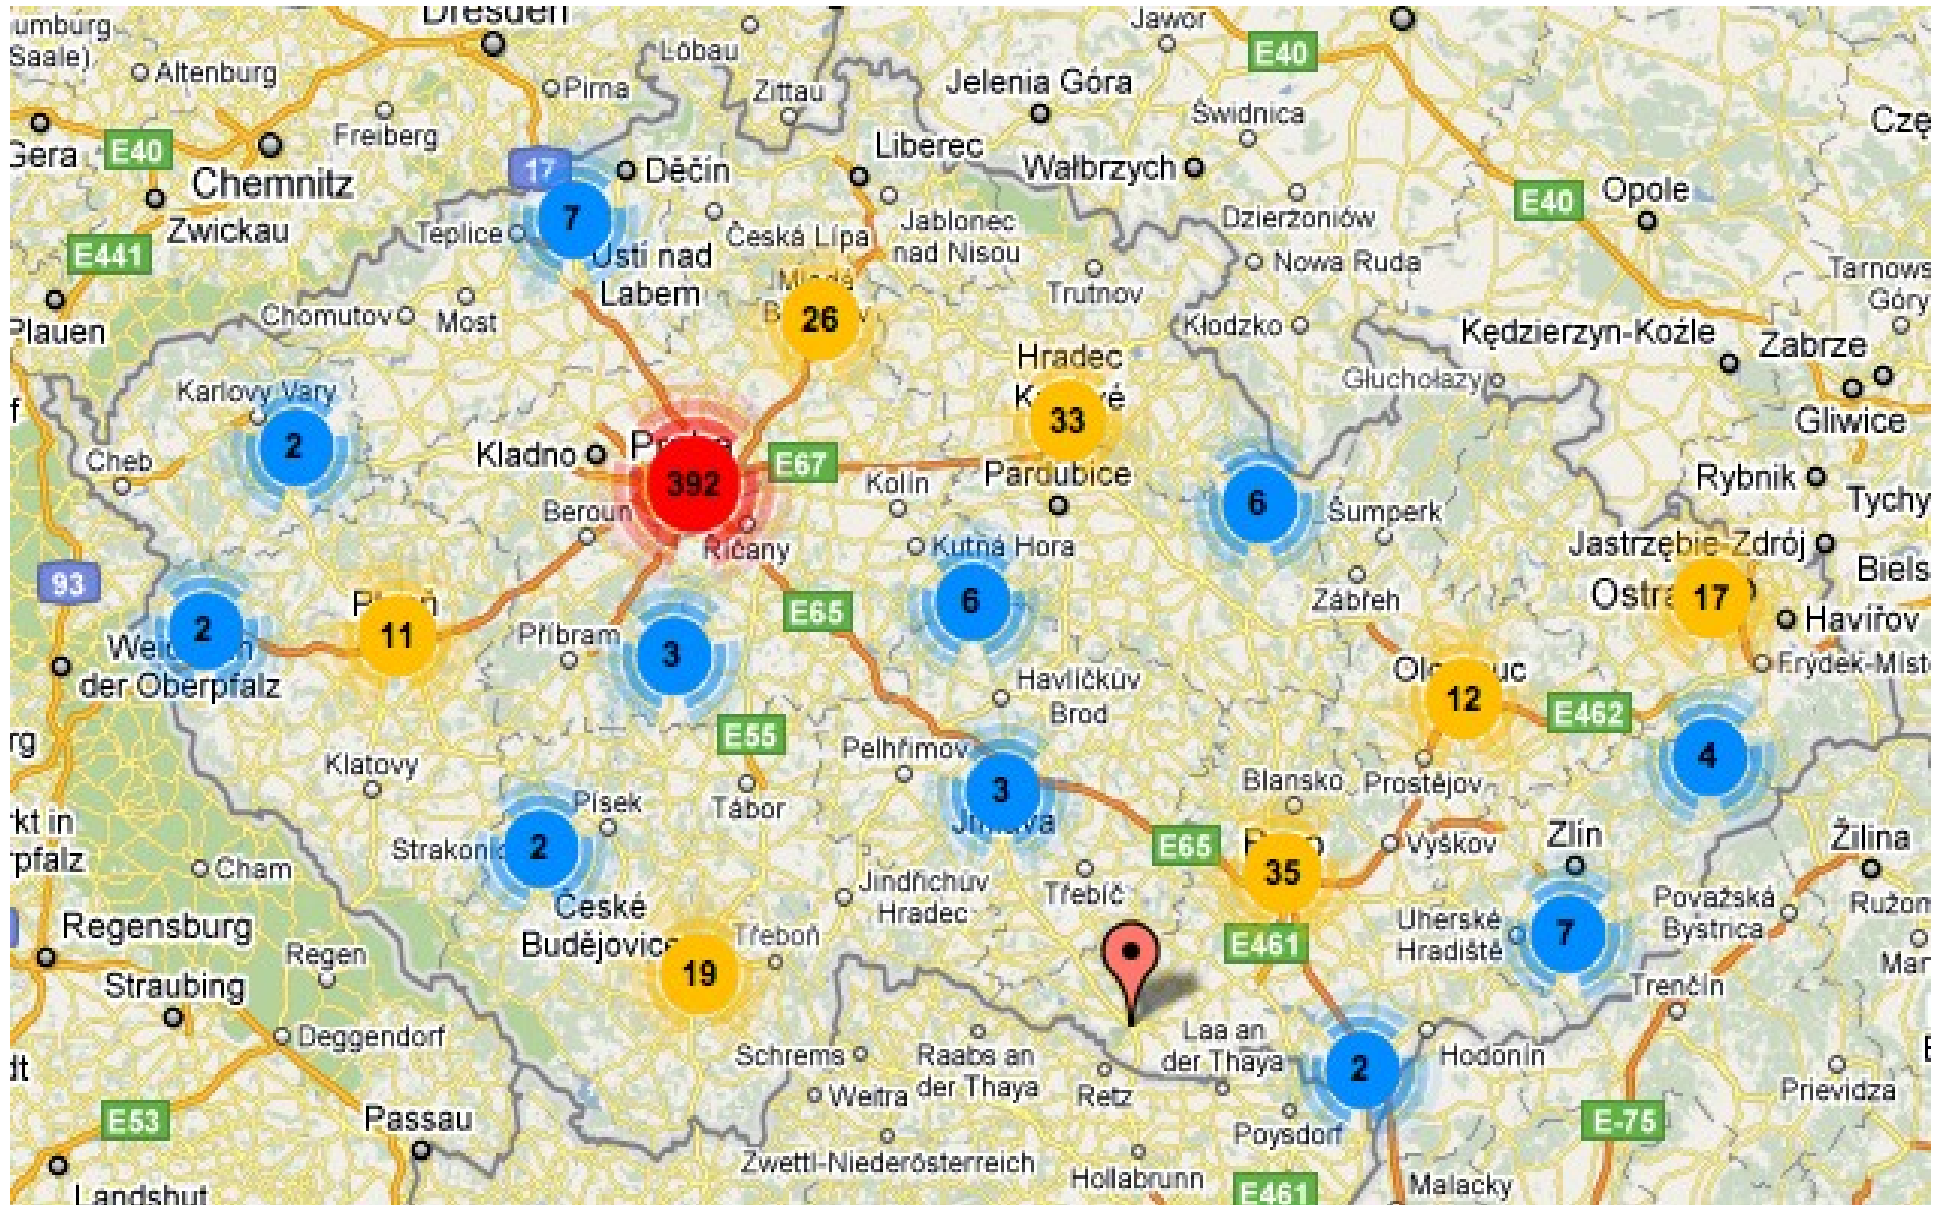 Dresden
Jawor
Saale)
Altenburg
Löbau
E40
Pirna
Zittau
Jelenia Góra
Freiberg
Świdnica
Gera
E40
17
Děčín
Liberec
Wałbrzych
Chemnitz
7
E40
Opole
Zwickau
Teplice
Česká Lípa
Jablonec
nad Nisou
Dzierżoniów
E441
Ústí nad
Labem
Nowa Ruda
Tarnows
Góry
Trutnov
Chomutov
Most
26
Kłodzko
Plauen
Kędzierzyn-Koźle
Zabrze
Hradec
Głuchołazy
Karlovy Vary
33
Gliwice
2
Cheb
Kladno
392
E67
Kolín
Pardubice
Rybnik
Tychy
6
Beroun
Šumperk
Říčany
Kutná Hora
Jastrzębie-Zdrój
93
Biels
2
11
Příbram
3
E65
6
Zábřeh
17
Havířov
der Oberpfalz
Frýdek-Míst
Havlíčkův
Brod
12
E462
E55
Klatovy
Pelhřimov
4
Blansko
Prostějov
Písek
Tábor
3
rkt in
rpfalz
Strakonic
2
E65
35
Vyškov
Zlín
Žilina
Cham
Jindřichův
Hradec
Třebíč
Považská
Bystrica
České
Budějovice
Regensburg
Třeboň
E461
Uherské
Hradiště
7
Regen
19
Straubing
Trenčín
Deggendorf
Schrems
Raabs an
der Thaya
Laa an
der Thaya
Hodonín
Retz
2
Weitra
Prievidza
E53
Passau
E-75
Poysdorf
Zwettl-Niederösterreich
Hollabrunn
Landshut
E461
Malacky